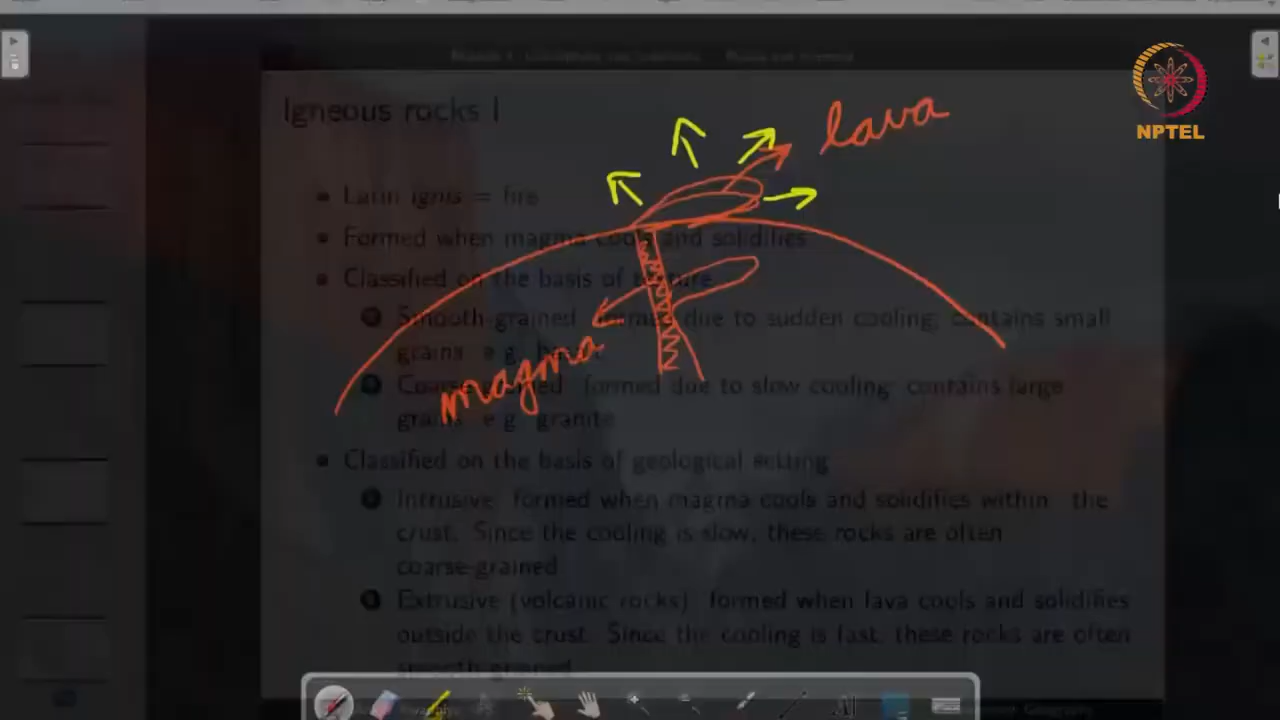 NPTEL
Igneous rocks I
lava
Latin ignis = fire
Formed when magma cools and solidifies
Classified on the basis of texture
Smooth-grained formed due to sudden cooling, contains small
grains e.g.
magma
formed due to slow cooling contains large
grains e.g. granite
Classified on the basis of geological setting
Intrusive formed when magma cools and solidifies within the
crust. Since the cooling is slow, these rocks are often
coarse-grained
Extrusive (volcanic rocks) formed when lava cools and solidifies
outside the crust. Since the cooling is fast, these rocks are often
smooth grained